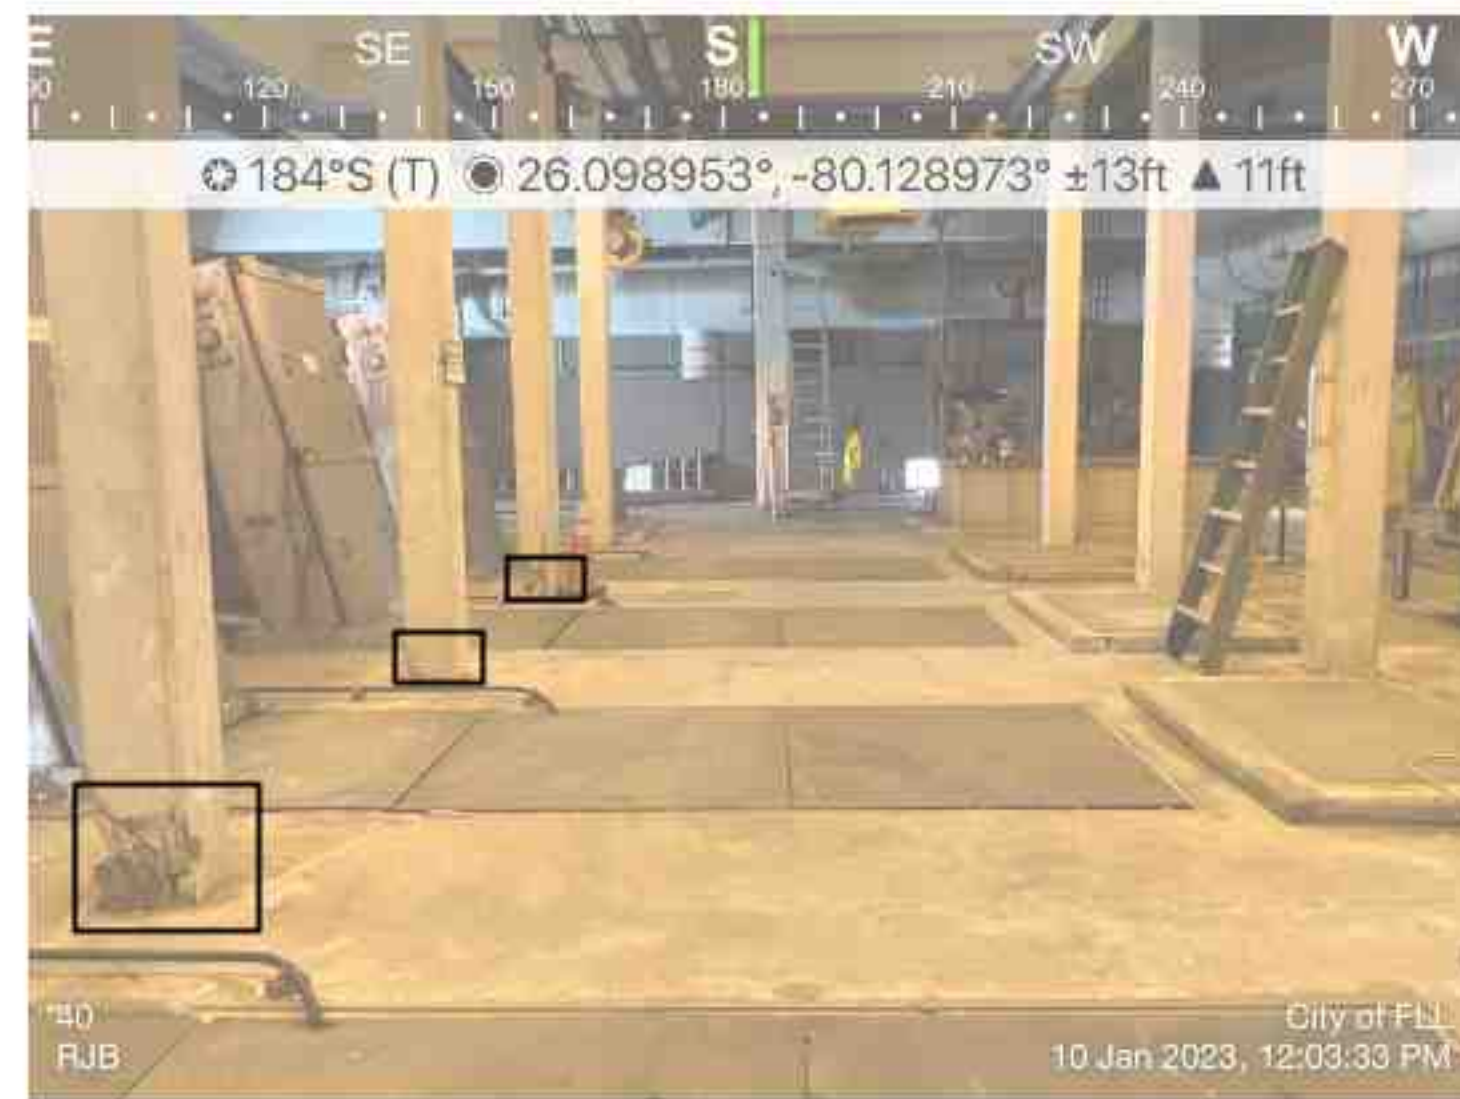 E SE S SW W
90 120 150 180 210 240 270
184°S (T) 26.098953°, -80.128973° ±13ft ▲ 11ft
City of FLL
RJB
10 Jan 2023, 12:03:33 PM